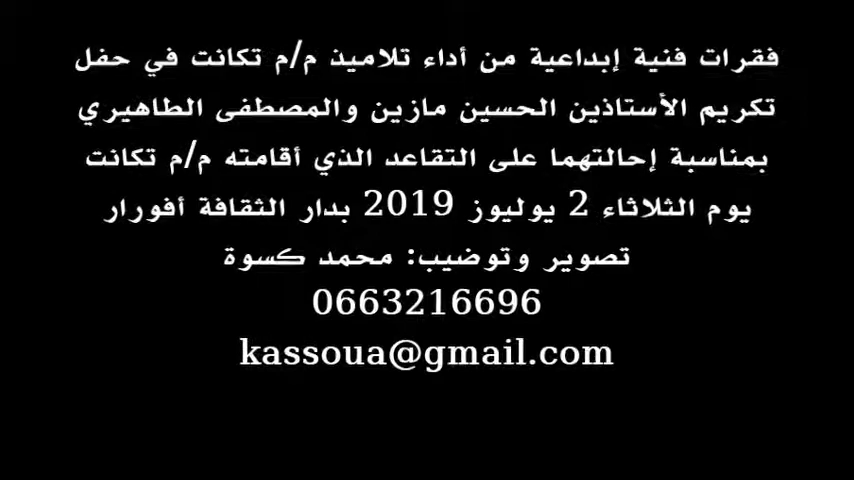 فقرات فنية إبداعية من أداء تلاميذ م/م تكانت في حفل
تكريم الأستاذين الحسين مازين والمصطفى الطاهيري
بمناسبة إحالتهما على التقاعد الذي أقامته م/م تكانت
يوم الثلاثاء 2 يوليوز 2019 بدار الثقافة أفورار
تصوير وتوضيب: محمد كسوة
0663216696
kassoua@gmail.com